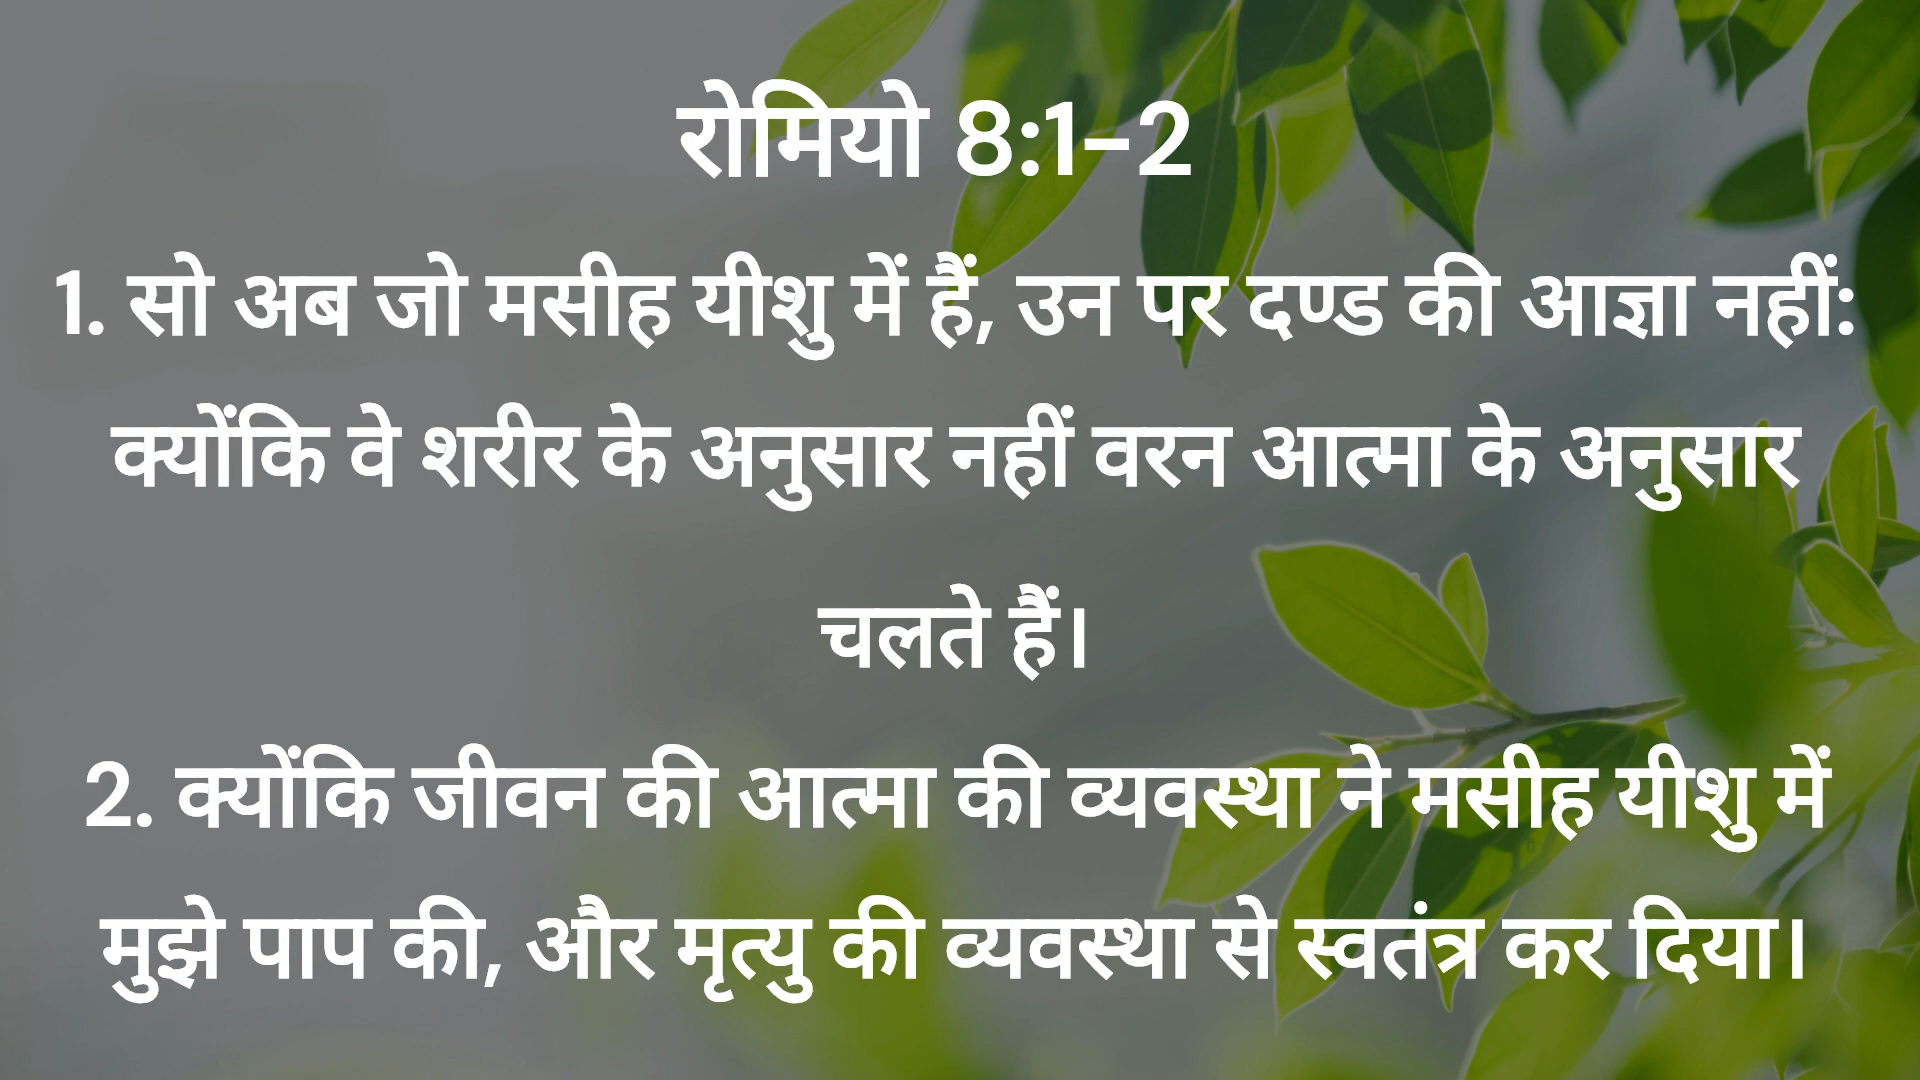 रोमियो 8:1-2
1. सो अब जो मसीह यीशु में हैं, उन पर दण्ड की आज्ञा नहीं:
क्योंकि वे शरीर के अनुसार नहीं वरन आत्मा के अनुसार
चलते हैं।
2. क्योंकि जीवन की आत्मा की व्यवस्था ने मसीह यीशु में
मुझे पाप की, और मृत्यु की व्यवस्था से स्वतंत्र कर दिया।